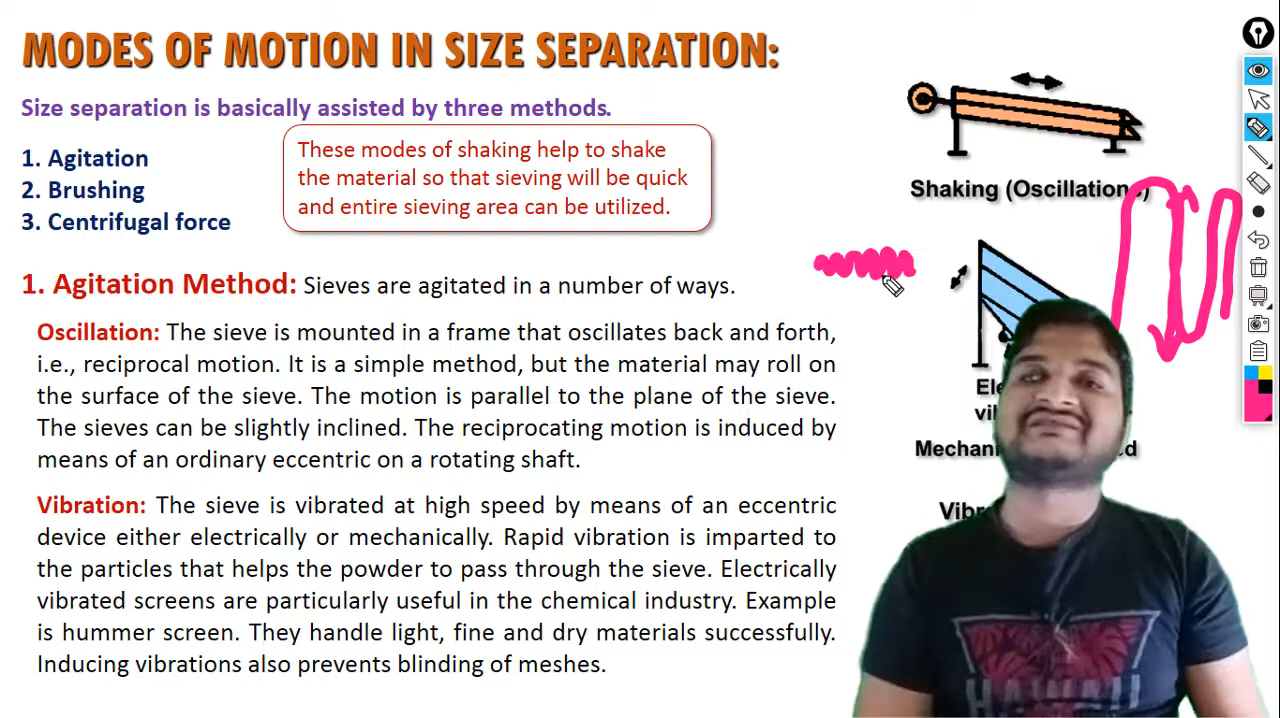 MODES OF MOTION IN SIZE SEPARATION:
Size separation is basically assisted by three methods.
1. Agitation
2. Brushing
3. Centrifugal force
These modes of shaking help to shake
the material so that sieving will be quick
and entire sieving area can be utilized.
1. Agitation Method: Sieves are agitated in a number of ways.
Oscillation: The sieve is mounted in a frame that oscillates back and forth,
i.e., reciprocal motion. It is a simple method, but the material may roll on
the surface of the sieve. The motion is parallel to the plane of the sieve.
The sieves can be slightly inclined. The reciprocating motion is induced by
means of an ordinary eccentric on a rotating shaft.
Vibration: The sieve is vibrated at high speed by means of an eccentric
device either electrically or mechanically. Rapid vibration is imparted to
the particles that helps the powder to pass through the sieve. Electrically
vibrated screens are particularly useful in the chemical industry. Example
is hummer screen. They handle light, fine and dry materials successfully.
Inducing vibrations also prevents blinding of meshes.
Shaking (Oscillations)
HAWAII